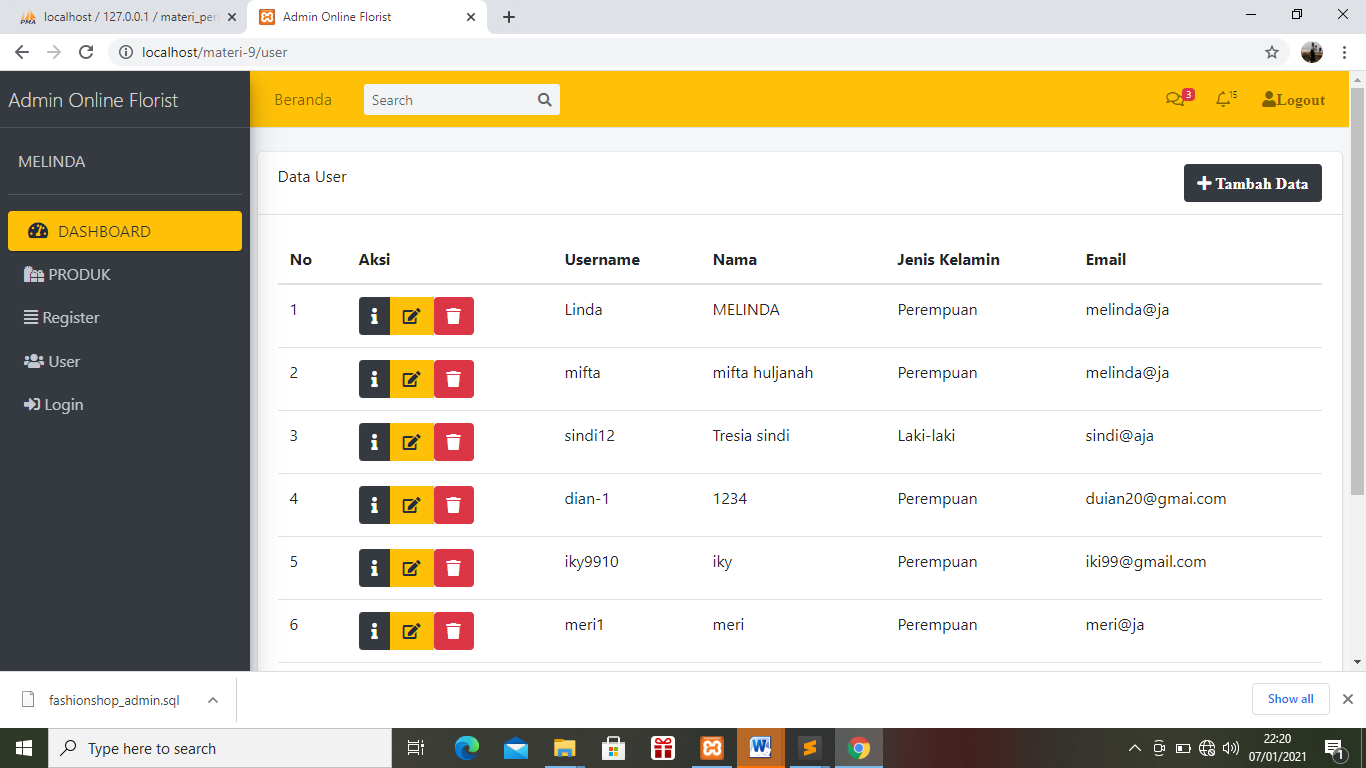 localhost / 127.0.0.1 / materi_per
Admin Online Florist
localhost/materi-9/user
Admin Online Florist
Beranda
Search
3
15
Logout
MELINDA
Data User
Tambah Data
DASHBOARD
PRODUK
Register
User
Login
No Aksi Username Nama Jenis Kelamin Email
1 Linda MELINDA Perempuan melinda@ja
2 mifta mifta huljanah Perempuan melinda@ja
3 sindi12 Tresia sindi Laki-laki sindi@aja
4 dian-1 1234 Perempuan duian20@gmai.com
5 iky9910 iky Perempuan iki99@gmail.com
6 meri1 meri Perempuan meri@ja
fashionshop_admin.sql
Show all
Type here to search
22:20
07/01/2021
1